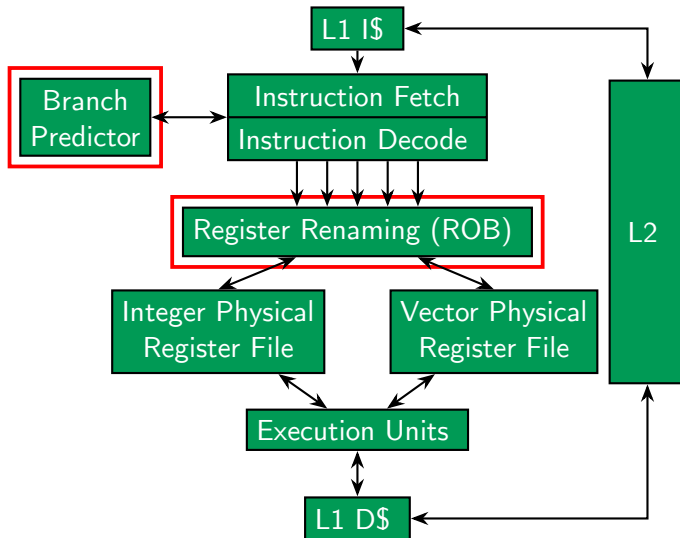 L1 I$
Branch
Predictor
Instruction Fetch
Instruction Decode
Register Renaming (ROB)
L2
Integer Physical
Register File
Vector Physical
Register File
Execution Units
L1 D$